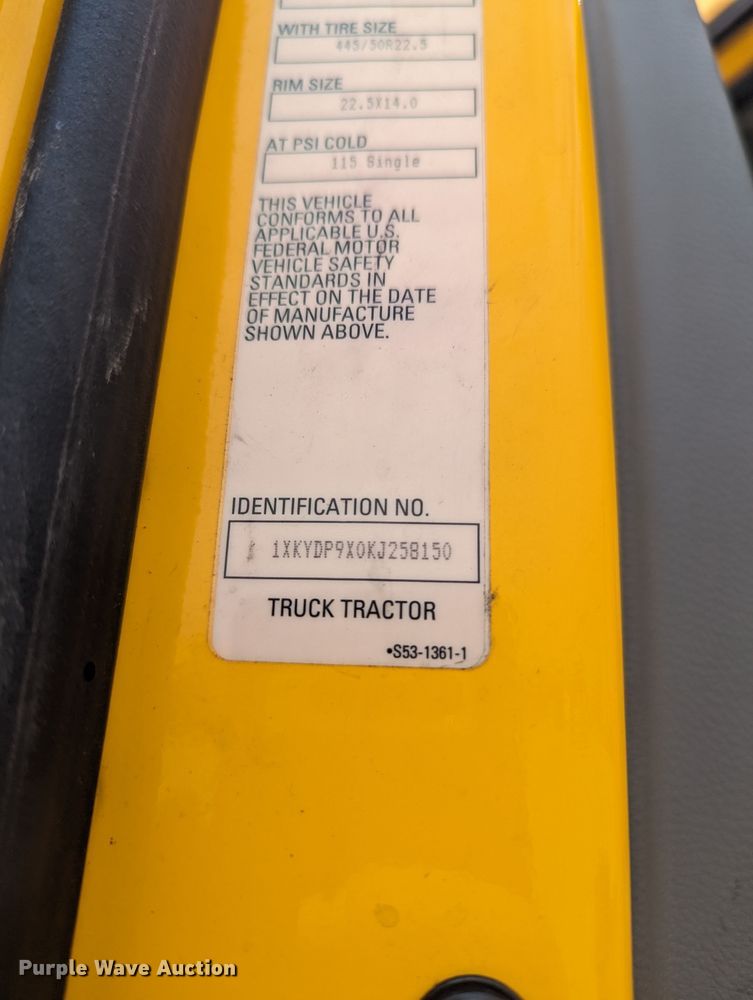 WITH TIRE SIZE
445/50R22.5
RIM SIZE
22.5X14.0
AT PSI COLD
115 Single
THIS VEHICLE
CONFORMS TO ALL
APPLICABLE U.S.
FEDERAL MOTOR
VEHICLE SAFETY
STANDARDS IN
EFFECT ON THE DATE
OF MANUFACTURE
SHOWN ABOVE.
IDENTIFICATION NO.
1XKYDP9X0KJ258150
TRUCK TRACTOR
•S53-1361-1
Purple Wave Auction